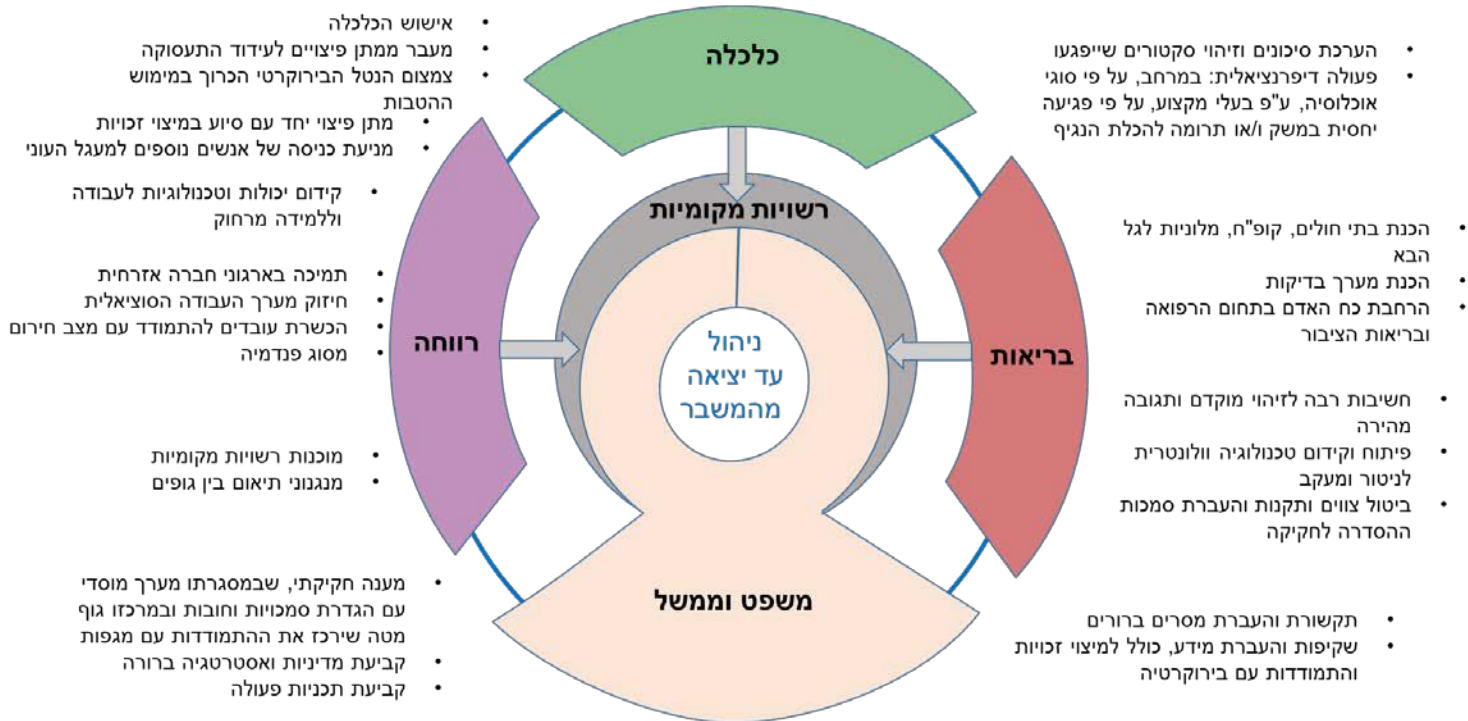 כלכלה
• הערכת סיכונים וזיהוי סקטורים שייפגעו
• פעולה דיפרנציאלית: במרחב, על פי סוגי
אוכלוסיה, ע"פ בעלי מקצוע, על פי פגיעה
יחסית במשק ו/או תרומה להכלת הנגיף
בריאות
• הכנת בתי חולים, קופ"ח, מלוניות לגל
הבא
• הכנת מערך בדיקות
• הרחבת כח האדם בתחום הרפואה
ובריאות הציבור
• חשיבות רבה לזיהוי מוקדם ותגובה
מהירה
• פיתוח וקידום טכנולוגיה וולונטרית
לניטור ומעקב
• ביטול צווים ותקנות והעברת סמכות
ההסדרה לחקיקה
• תקשורת והעברת מסרים ברורים
• שקיפות והעברת מידע, כולל למיצוי זכויות
והתמודדות עם בירוקרטיה
רשויות מקומיות
ניהול
עד יציאה
מהמשבר
משפט וממשל
• אישוש הכלכלה
• מעבר ממתן פיצויים לעידוד התעסוקה
• צמצום הנטל הבירוקרטי הכרוך במימוש
ההטבות
• מתן פיצוי יחד עם סיוע במיצוי זכויות
• מניעת כניסה של אנשים נוספים למעגל העוני
• קידום יכולות וטכנולוגיות לעבודה
וללמידה מרחוק
רווחה
• תמיכה בארגוני חברה אזרחית
• חיזוק מערך העבודה הסוציאלית
• הכשרת עובדים להתמודד עם מצב חירום
• מסוג פנדמיה
• מוכנות רשויות מקומיות
• מנגנוני תיאום בין גופים
• מענה חקיקתי, שבמסגרתו מערך מוסדי
עם הגדרת סמכויות וחובות ובמרכזו גוף
מטה שירכז את ההתמודדות עם מגפות
• קביעת מדיניות ואסטרטגיה ברורה
• קביעת תכניות פעולה